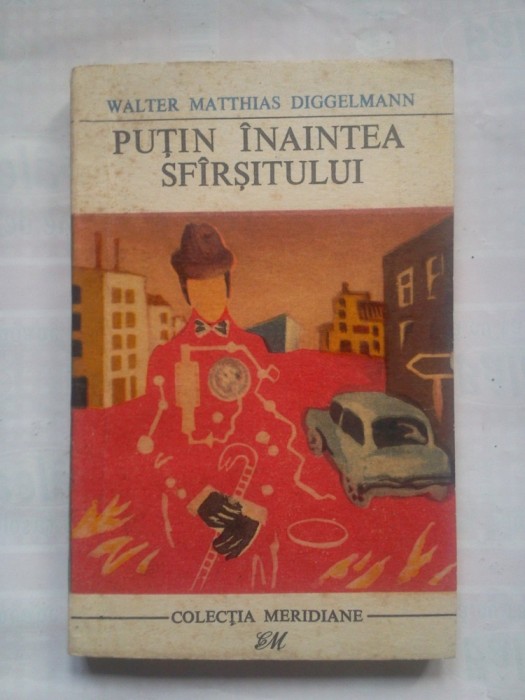 WALTER MATTHIAS DIGGELMANN
PUȚIN ÎNAINTEA
SFÎRȘITULUI
COLECȚIA MERIDIANE
CM